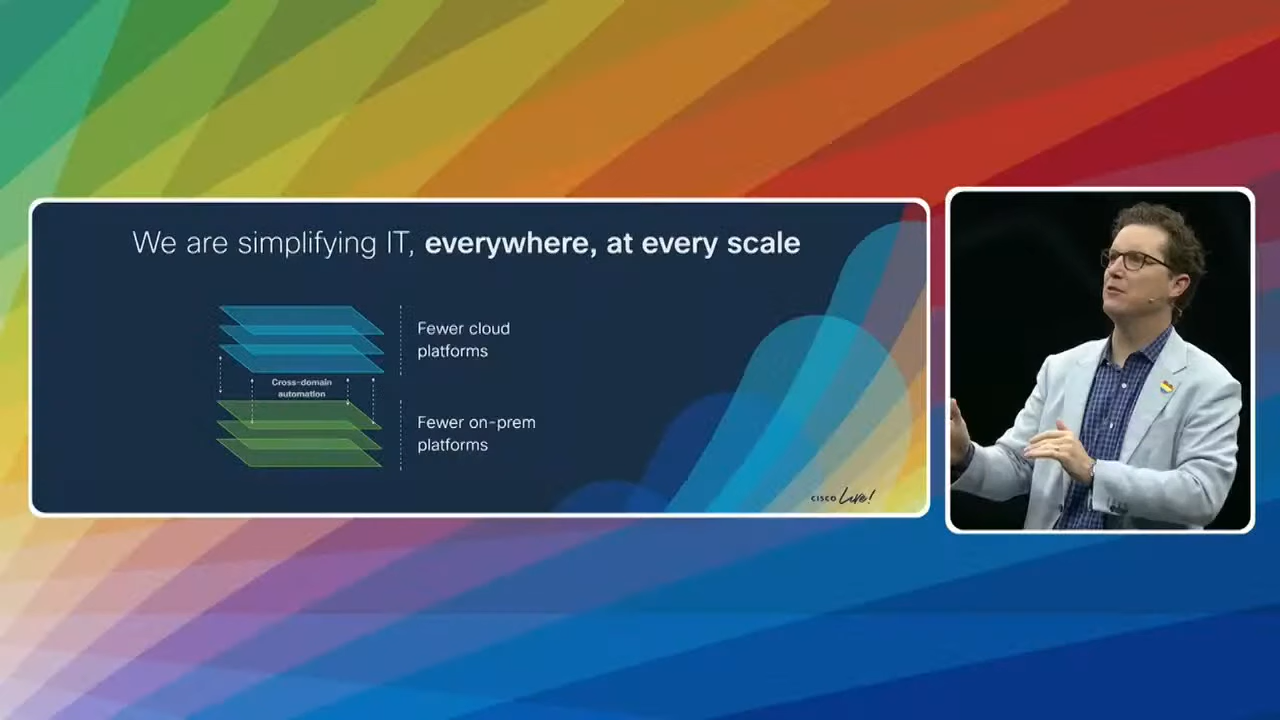 We are simplifying IT, everywhere, at every scale
Fewer cloud
platforms
Cross-domain
automation
Fewer on-prem
platforms
CISCO Live!